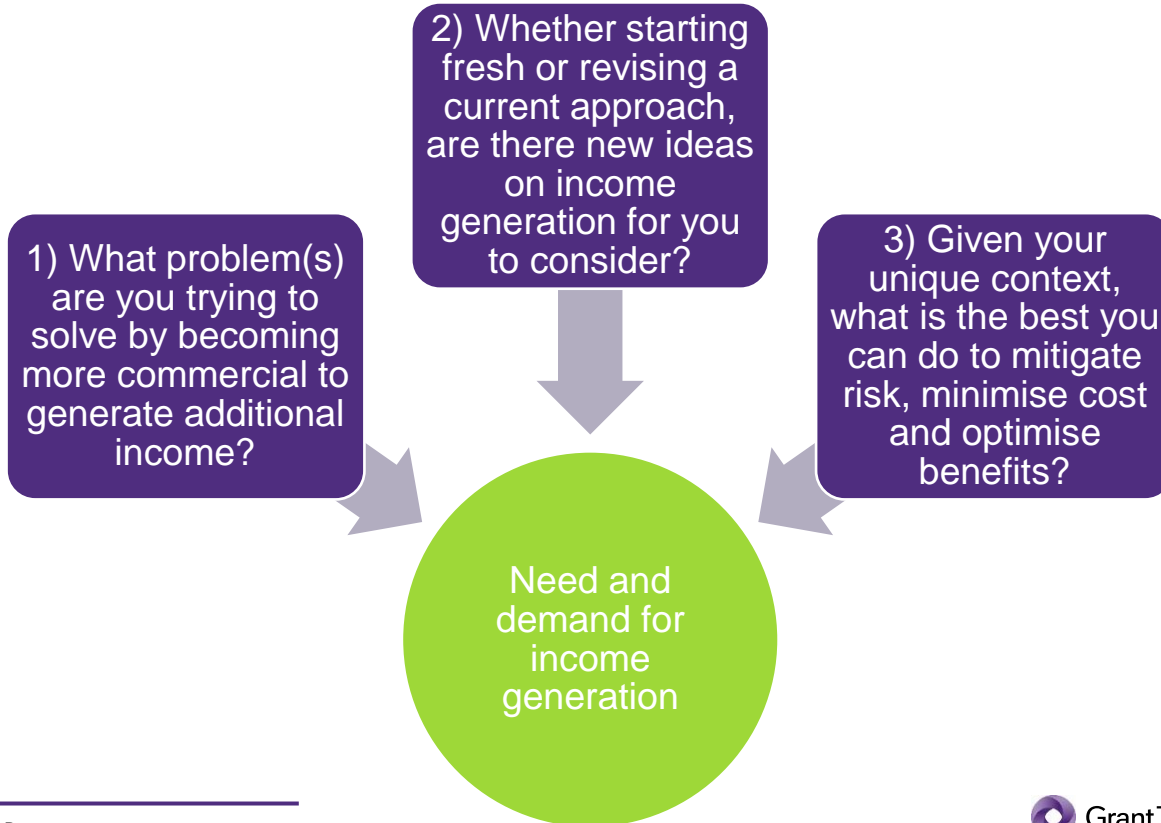 2) Whether starting
fresh or revising a
current approach,
are there new ideas
on income
generation for you
to consider?
1) What problem(s)
are you trying to
solve by becoming
more commercial to
generate additional
income?
3) Given your
unique context,
what is the best you
can do to mitigate
risk, minimise cost
and optimise
benefits?
Need and
demand for
income
generation
Grant